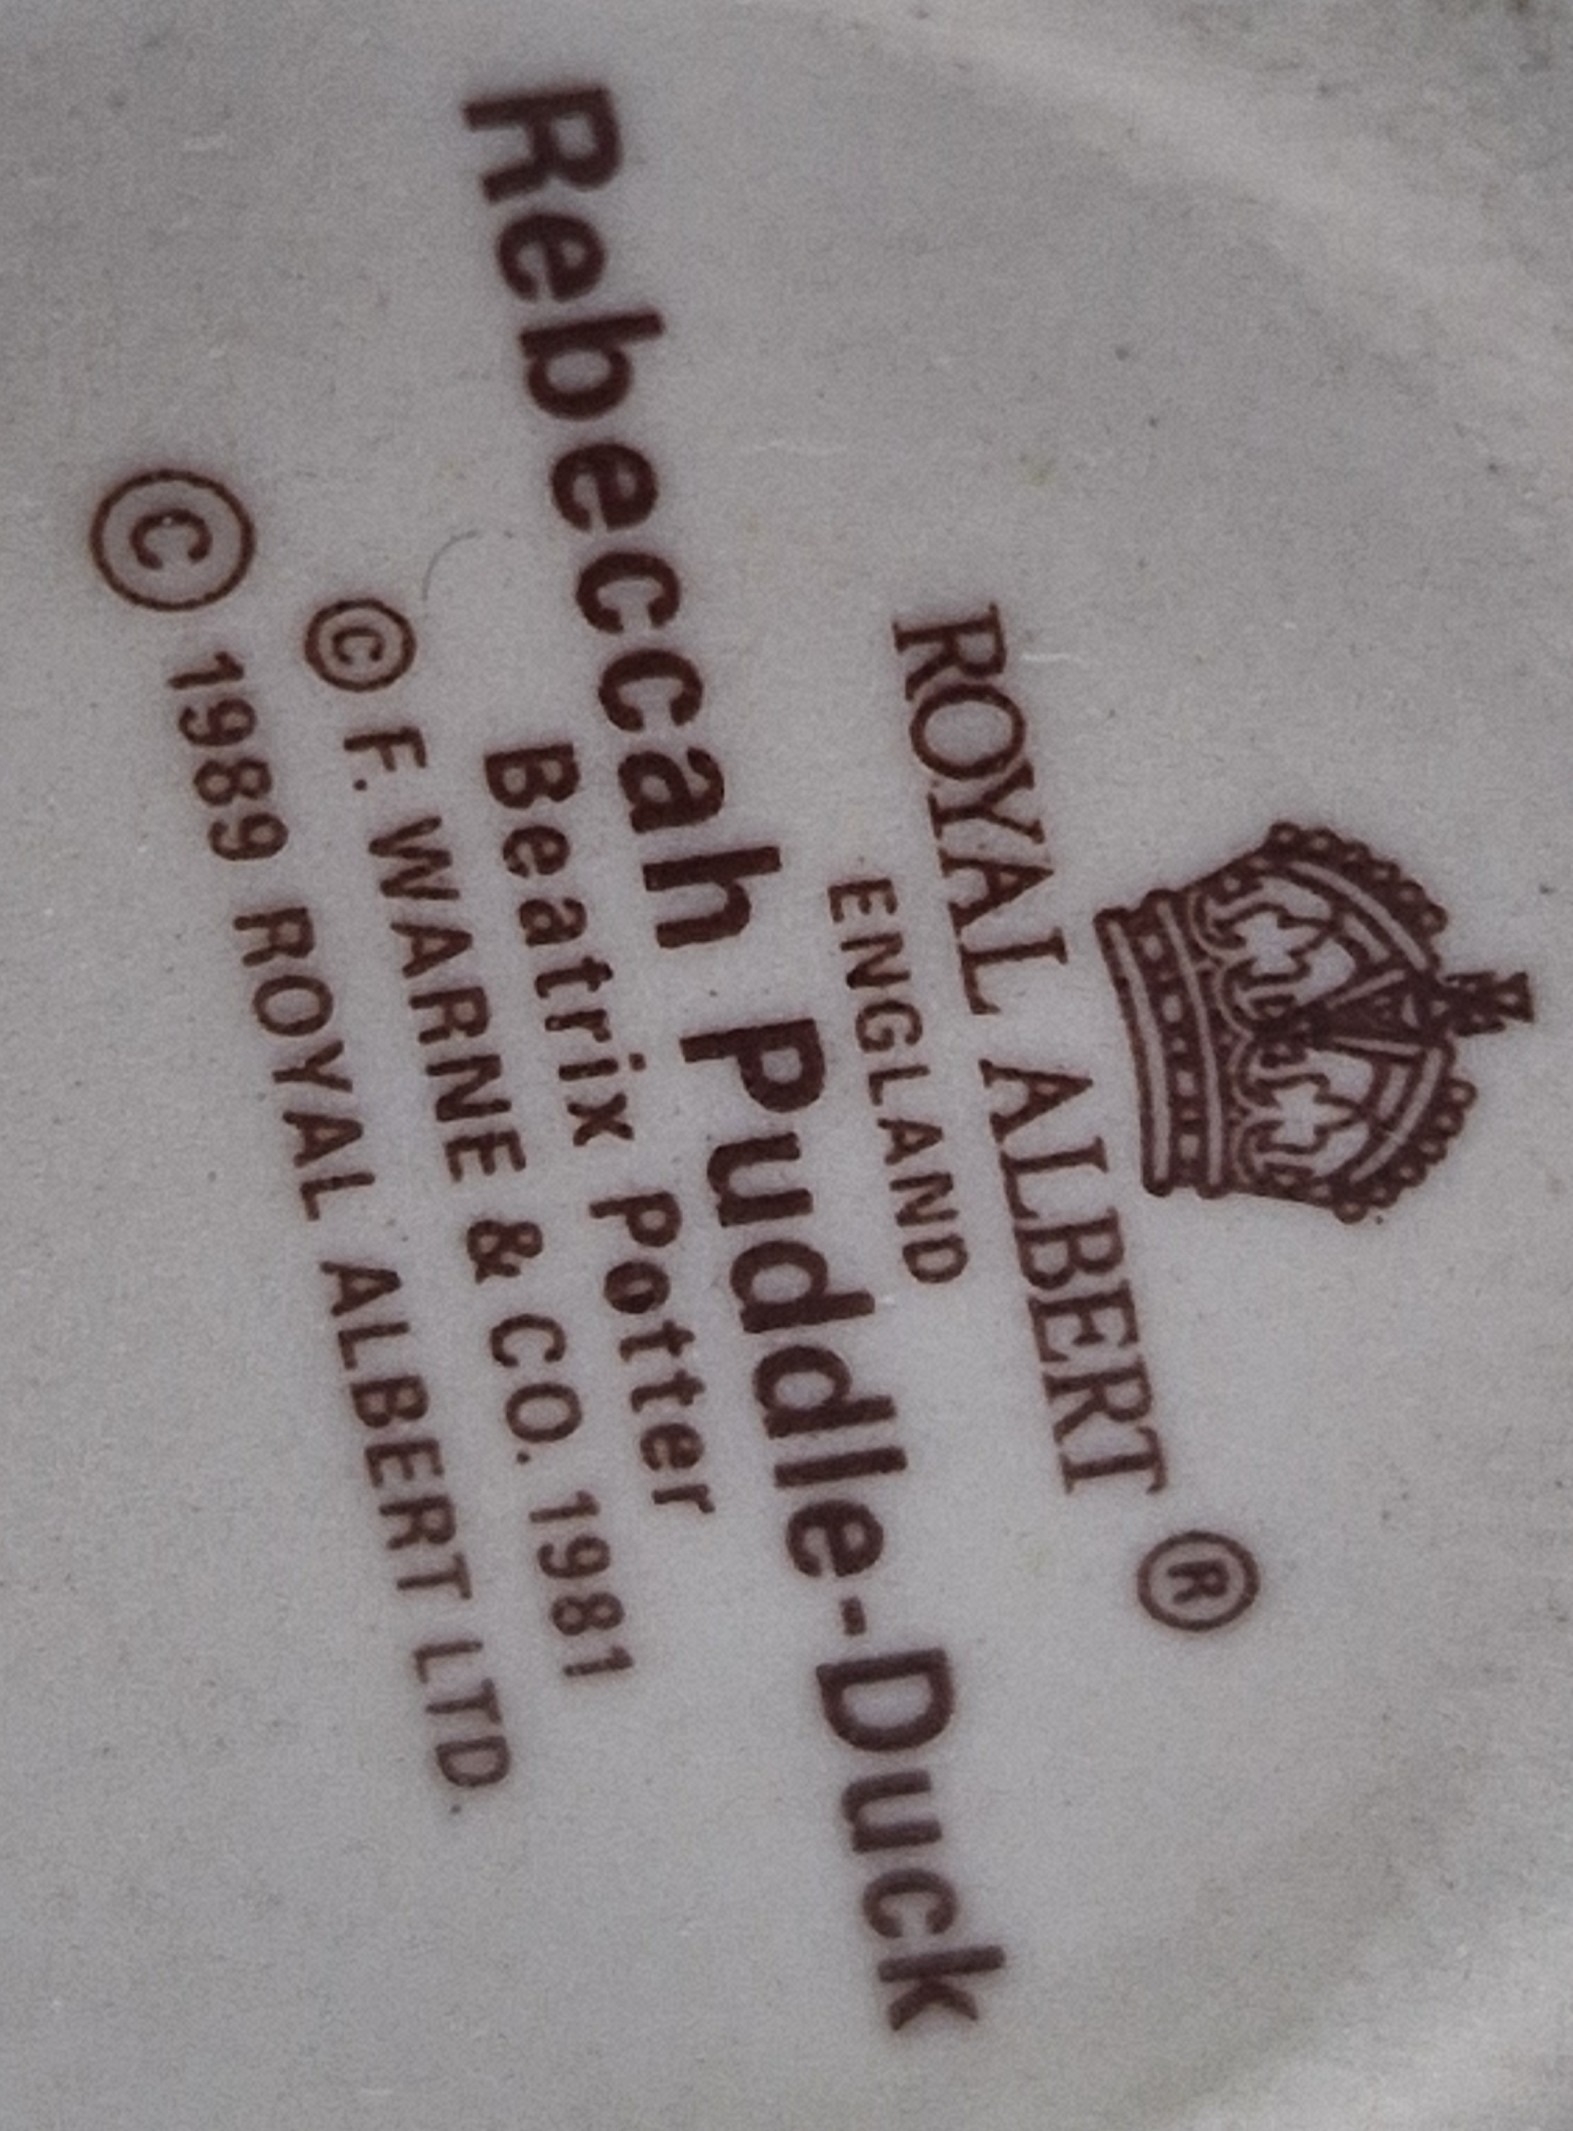 ROYAL ALBERT ®
ENGLAND
Rebeccah Puddle-Duck
Beatrix Potter
© F. WARNE & CO. 1981
© 1989 ROYAL ALBERT LTD.